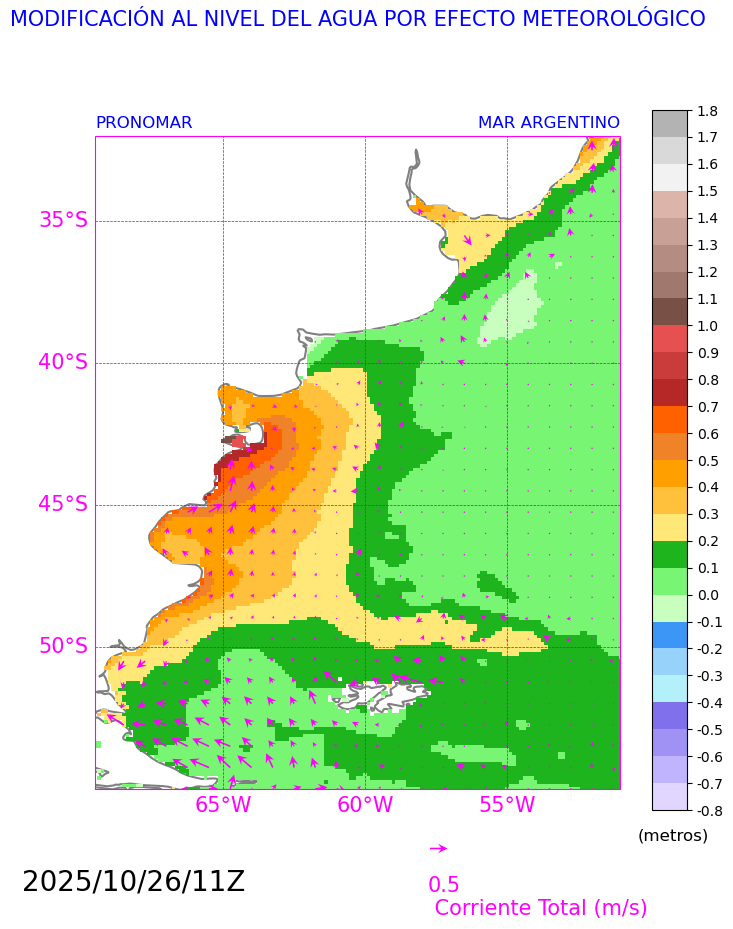 MODIFICACIÓN AL NIVEL DEL AGUA POR EFECTO METEOROLÓGICO
PRONOMAR MAR ARGENTINO
35°S
40°S
45°S
50°S
65°W 60°W 55°W
1.8
1.7
1.6
1.5
1.4
1.3
1.2
1.1
1.0
0.9
0.8
0.7
0.6
0.5
0.4
0.3
0.2
0.1
0.0
-0.1
-0.2
-0.3
-0.4
-0.5
-0.6
-0.7
-0.8
(metros)
2025/10/26/11Z
0.5
Corriente Total (m/s)